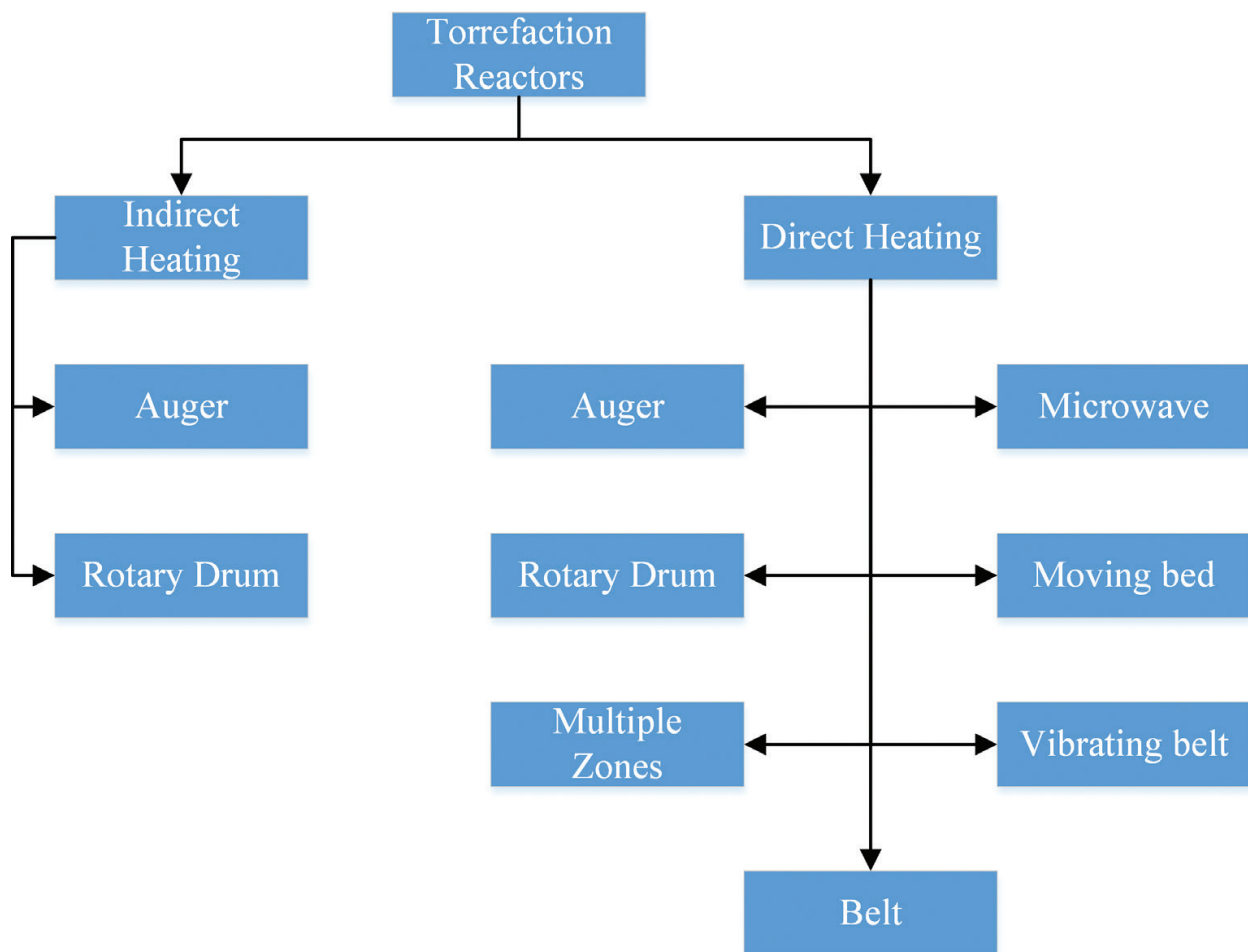 Torrefaction
Reactors
Indirect
Heating
Direct Heating
Auger
Auger
Microwave
Rotary Drum
Rotary Drum
Moving bed
Multiple
Zones
Vibrating belt
Belt